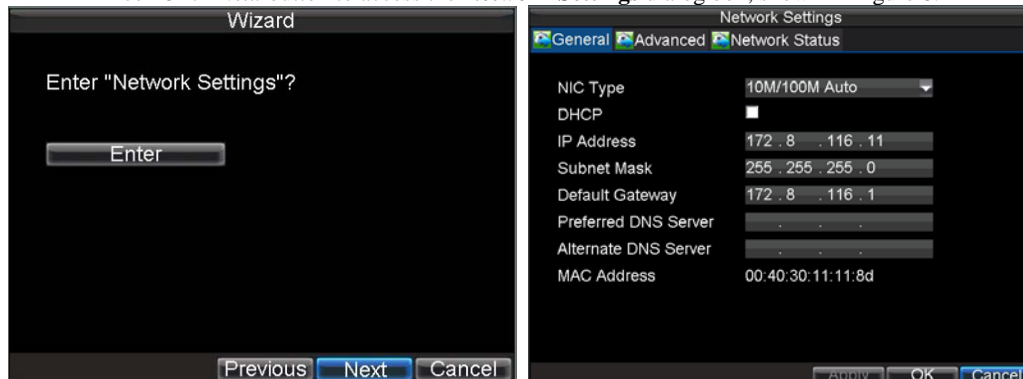 Wizard
Enter "Network Settings"?
Enter
Previous Next Cancel
Network Settings
General Advanced Network Status
NIC Type 10M/100M Auto
DHCP
IP Address 172 . 8 . 116 . 11
Subnet Mask 255 . 255 . 255 . 0
Default Gateway 172 . 8 . 116 . 1
Preferred DNS Server . . .
Alternate DNS Server . . .
MAC Address 00:40:30:11:11:8d
Apply OK Cancel